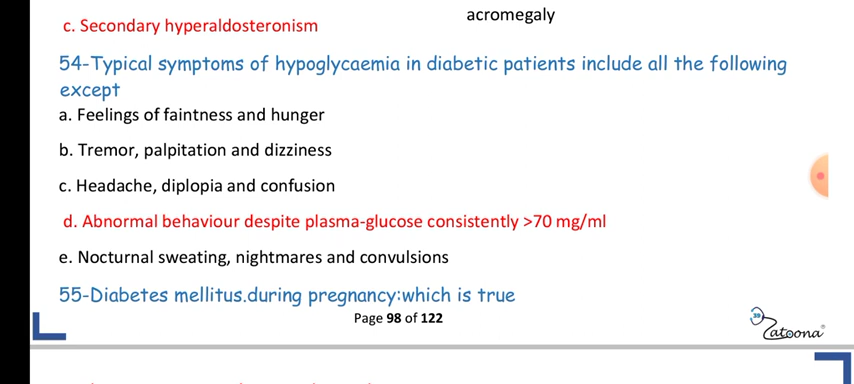 acromegaly
c. Secondary hyperaldosteronism
54-Typical symptoms of hypoglycaemia in diabetic patients include all the following
except
a. Feelings of faintness and hunger
b. Tremor, palpitation and dizziness
c. Headache, diplopia and confusion
d. Abnormal behaviour despite plasma-glucose consistently >70 mg/ml
e. Nocturnal sweating, nightmares and convulsions
55-Diabetes mellitus.during pregnancy:which is true
Page 98 of 122
39
Zatoona